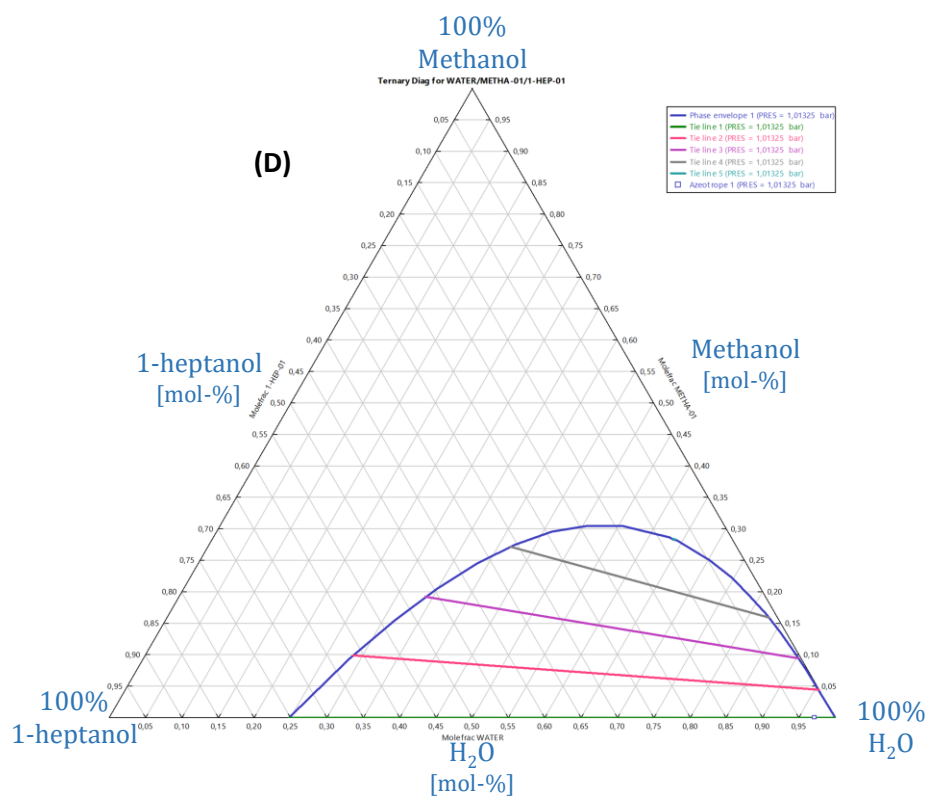 100%
Methanol
Ternary Diag for WATER/METHA-01/1-HEP-01
Phase envelope 1 (PRES = 1,01325 bar)
Tie line 1 (PRES = 1,01325 bar)
Tie line 2 (PRES = 1,01325 bar)
Tie line 3 (PRES = 1,01325 bar)
Tie line 4 (PRES = 1,01325 bar)
Tie line 5 (PRES = 1,01325 bar)
Azeotrope 1 (PRES = 1,01325 bar)
(D)
0,05 0,95
0,10 0,90
0,15 0,85
0,20 0,80
0,25 0,75
0,30 0,70
0,35 0,65
0,40 0,60
1-heptanol
[mol-%]
Molefrac 1-HEP-01
Methanol
[mol-%]
Molefrac METHA-01
0,45 0,55
0,50 0,50
0,55 0,45
0,60 0,40
0,65 0,35
0,70 0,30
0,75 0,25
0,80 0,20
0,85 0,15
0,90 0,10
0,95 0,05
100%
1-heptanol
100%
H₂O
0,05 0,10 0,15 0,20 0,25 0,30 0,35 0,40 0,45 0,50 0,55 0,60 0,65 0,70 0,75 0,80 0,85 0,90 0,95
Molefrac WATER
H₂O
[mol-%]